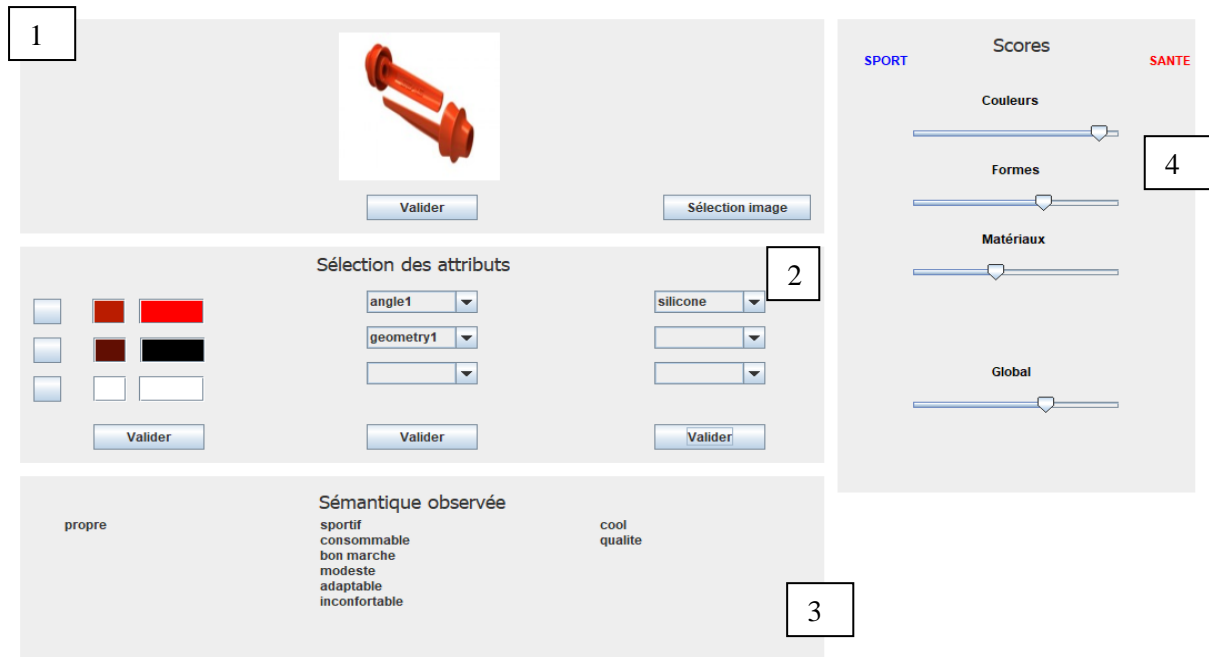 1
Valider
Sélection image
Sélection des attributs
2
angle1
silicone
geometry1
Valider
Valider
Valider
Sémantique observée
propre
sportif
cool
consommable
qualite
bon marche
modeste
adaptable
inconfortable
3
Scores
SPORT
SANTE
Couleurs
4
Formes
Matériaux
Global